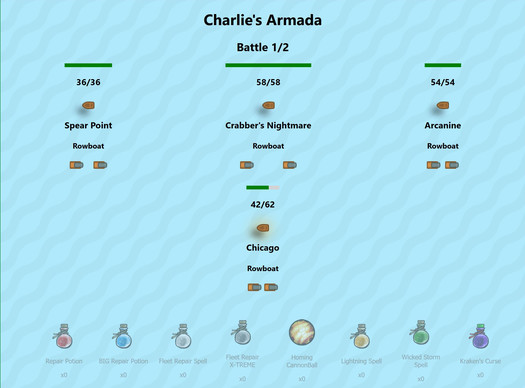 Charlie's Armada
Battle 1/2
36/36
58/58
54/54
Spear Point
Crabber's Nightmare
Arcanine
Rowboat
Rowboat
Rowboat
42/62
Chicago
Rowboat
Repair Potion
BIG Repair Potion
Fleet Repair Spell
Fleet Repair
X-TREME
Homing
CannonBall
Lightning Spell
Wicked Storm
Spell
Kraken's Curse
x0
x0
x0
x0
x0
x0
x0
x0